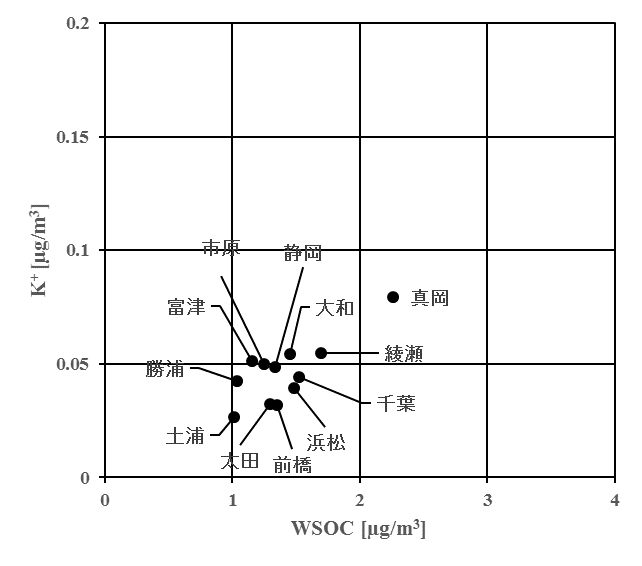 0.2
0.15
0.1
0.05
0
K⁺ [μg/m³]
市原
静岡
富津
大和
真岡
勝浦
綾瀬
千葉
土浦
浜松
太田
前橋
0 1 2 3 4
WSOC [μg/m³]